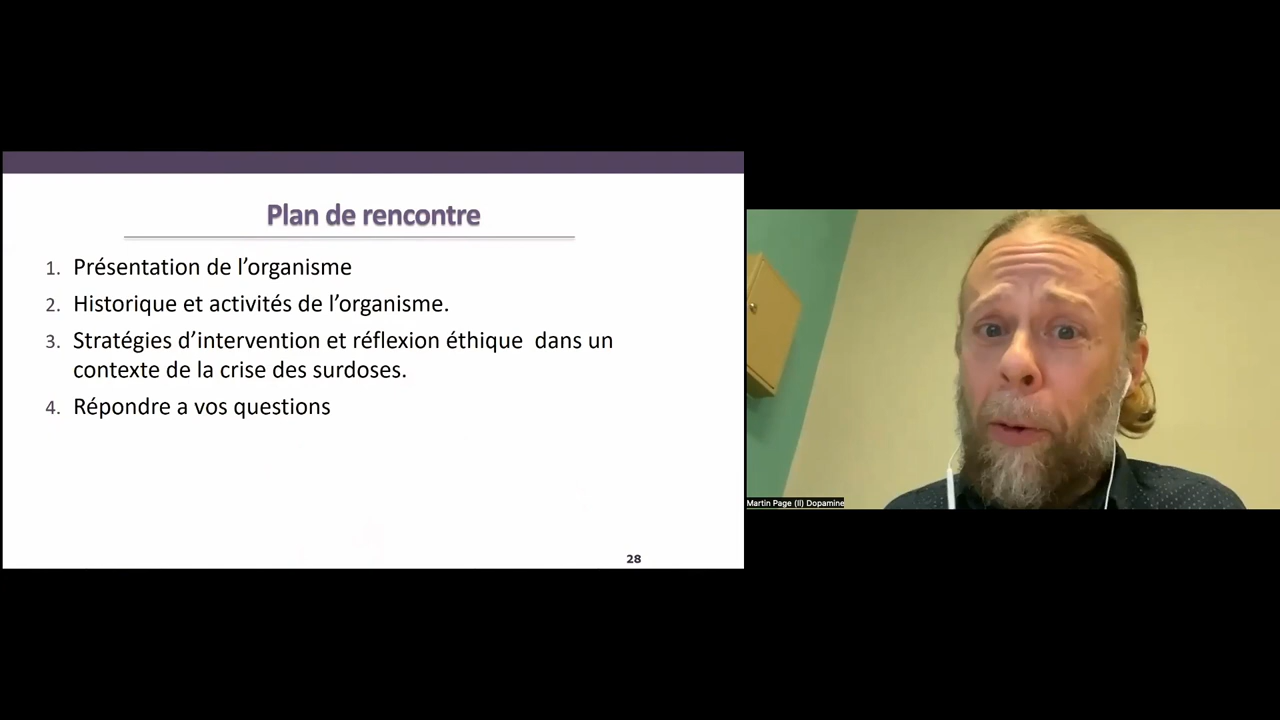 Plan de rencontre
1. Présentation de l’organisme
2. Historique et activités de l’organisme.
3. Stratégies d’intervention et réflexion éthique dans un
contexte de la crise des surdoses.
4. Répondre a vos questions
28
Martin Page (Il) Dopamine